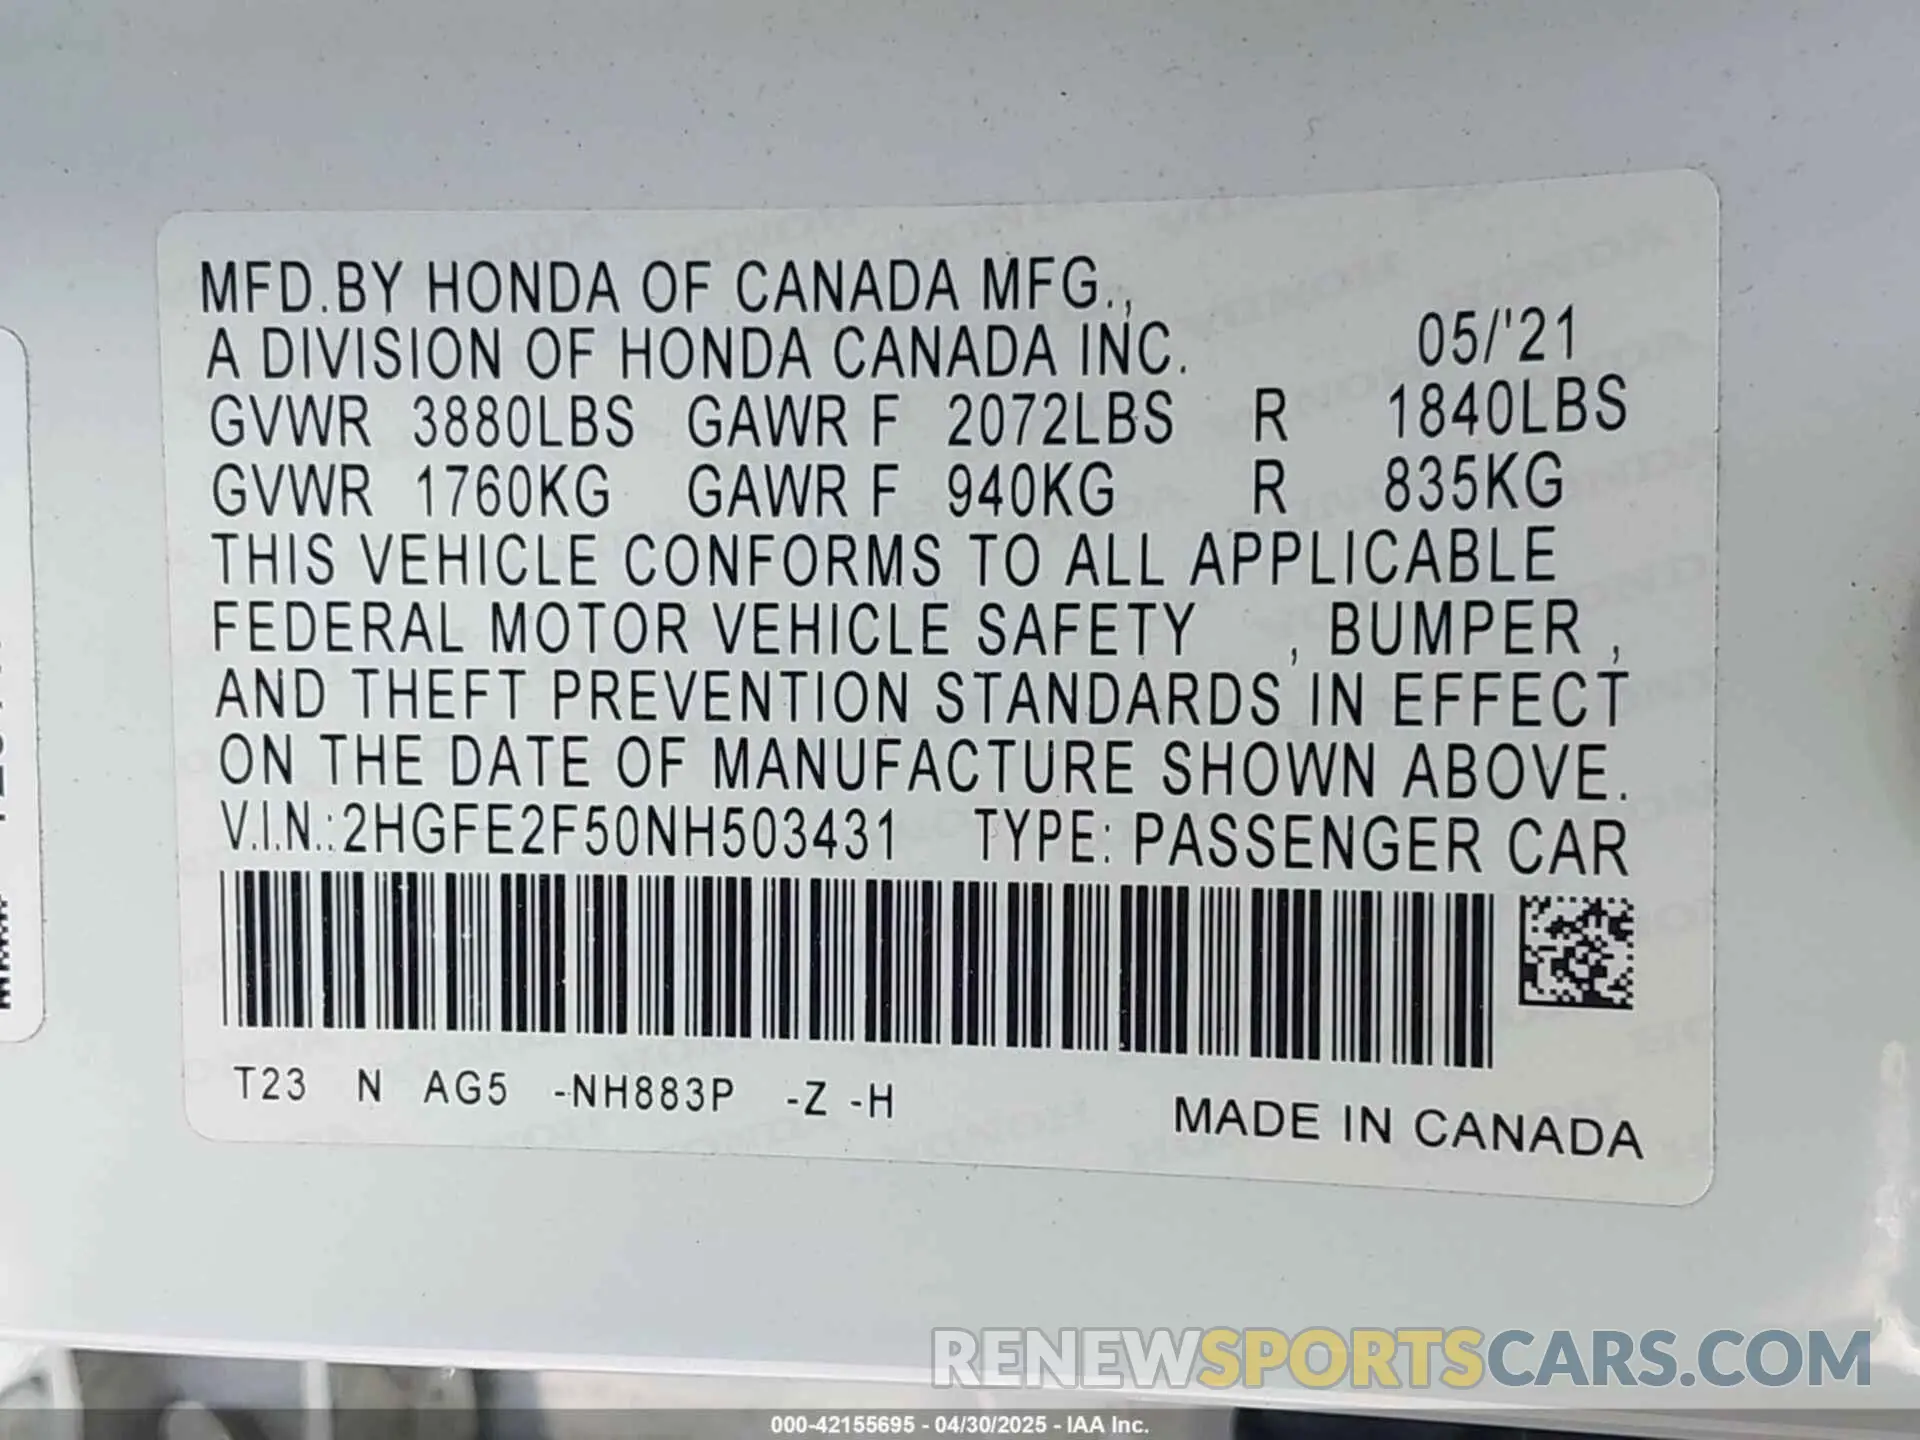 MFD.BY HONDA OF CANADA MFG.,
A DIVISION OF HONDA CANADA INC. 05/'21
GVWR 3880LBS GAWR F 2072LBS R 1840LBS
GVWR 1760KG GAWR F 940KG R 835KG
THIS VEHICLE CONFORMS TO ALL APPLICABLE
FEDERAL MOTOR VEHICLE SAFETY , BUMPER ,
AND THEFT PREVENTION STANDARDS IN EFFECT
ON THE DATE OF MANUFACTURE SHOWN ABOVE.
V.I.N.:2HGFE2F50NH503431 TYPE: PASSENGER CAR
T23 N AG5 -NH883P -Z -H
MADE IN CANADA
RENEWSPORTSCARS.COM
000-42155695 - 04/30/2025 - IAA Inc.